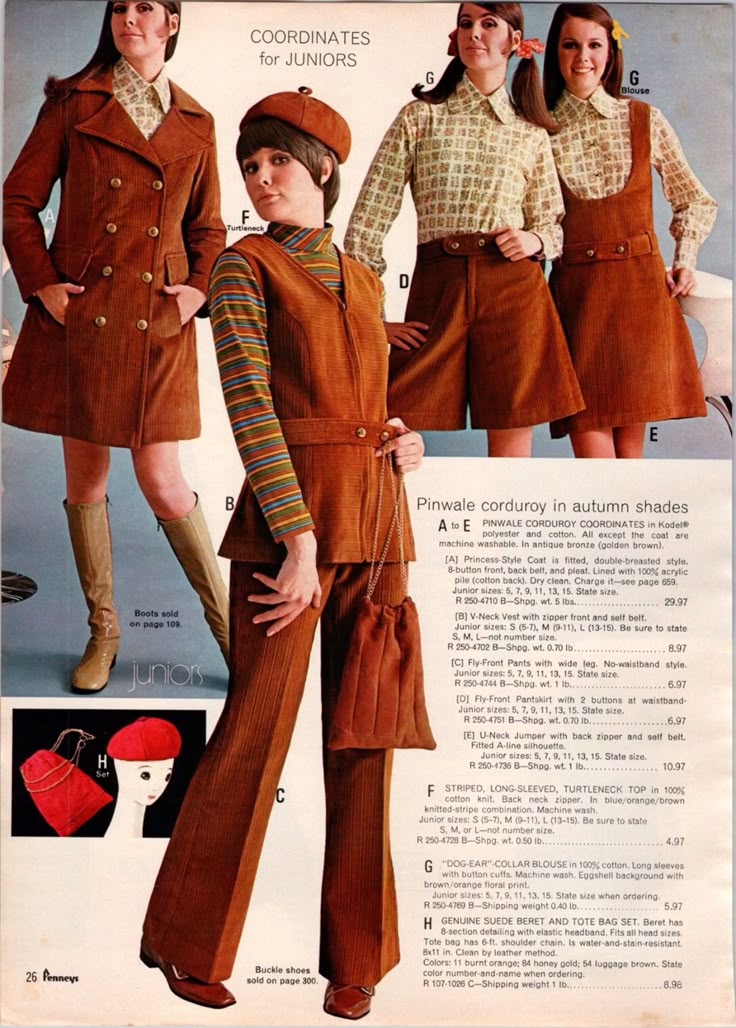 COORDINATES
for JUNIORS
G
G
Blouse
A
F
Turtleneck
D
E
B
Pinwale corduroy in autumn shades
A to E PINWALE CORDUROY COORDINATES in Kodel®
polyester and cotton. All except the coat are
machine washable. In antique bronze (golden brown).
[A] Princess-Style Coat is fitted, double-breasted style.
8-button front, back belt, and pleat. Lined with 100% acrylic
pile (cotton back). Dry clean. Charge it—see page 659.
Junior sizes: 5, 7, 9, 11, 13, 15. State size.
R 250-4710 B—Shpg. wt. 5 lbs. 29.97
[B] V-Neck Vest with zipper front and self belt.
Junior sizes: S (5-7), M (9-11), L (13-15). Be sure to state
S, M, L—not number size.
R 250-4702 B—Shpg. wt. 0.70 lb. 8.97
[C] Fly-Front Pants with wide leg. No-waistband style.
Junior sizes: 5, 7, 9, 11, 13, 15. State size.
R 250-4744 B—Shpg. wt. 1 lb. 6.97
[D] Fly-Front Pantskirt with 2 buttons at waistband-
Junior sizes: 5, 7, 9, 11, 13, 15. State size.
R 250-4751 B—Shpg. wt. 0.70 lb. 6.97
[E] U-Neck Jumper with back zipper and self belt.
Fitted A-line silhouette.
Junior sizes: 5, 7, 9, 11, 13, 15. State size.
R 250-4736 B—Shpg. wt. 1 lb. 10.97
F STRIPED, LONG-SLEEVED, TURTLENECK TOP in 100%
cotton knit. Back neck zipper. In blue/orange/brown
knitted-stripe combination. Machine wash.
Junior sizes: S (5-7), M (9-11), L (13-15). Be sure to state
S, M, or L—not number size.
R 250-4728 B—Shpg. wt. 0.50 lb. 4.97
G "DOG-EAR"-COLLAR BLOUSE in 100% cotton. Long sleeves
with button cuffs. Machine wash. Eggshell background with
brown/orange floral print.
Junior sizes: 5, 7, 9, 11, 13, 15. State size when ordering.
R 250-4769 B—Shipping weight 0.40 lb. 5.97
H GENUINE SUEDE BERET AND TOTE BAG SET. Beret has
8-section detailing with elastic headband. Fits all head sizes.
Tote bag has 6-ft. shoulder chain. Is water-and-stain-resistant.
8x11 in. Clean by leather method.
Colors: 11 burnt orange; 84 honey gold; 54 luggage brown. State
color number-and-name when ordering.
R 107-1026 C—Shipping weight 1 lb. 8.98
Boots sold
on page 109.
juniors
H
Set
C
Buckle shoes
sold on page 300.
26 Penneys